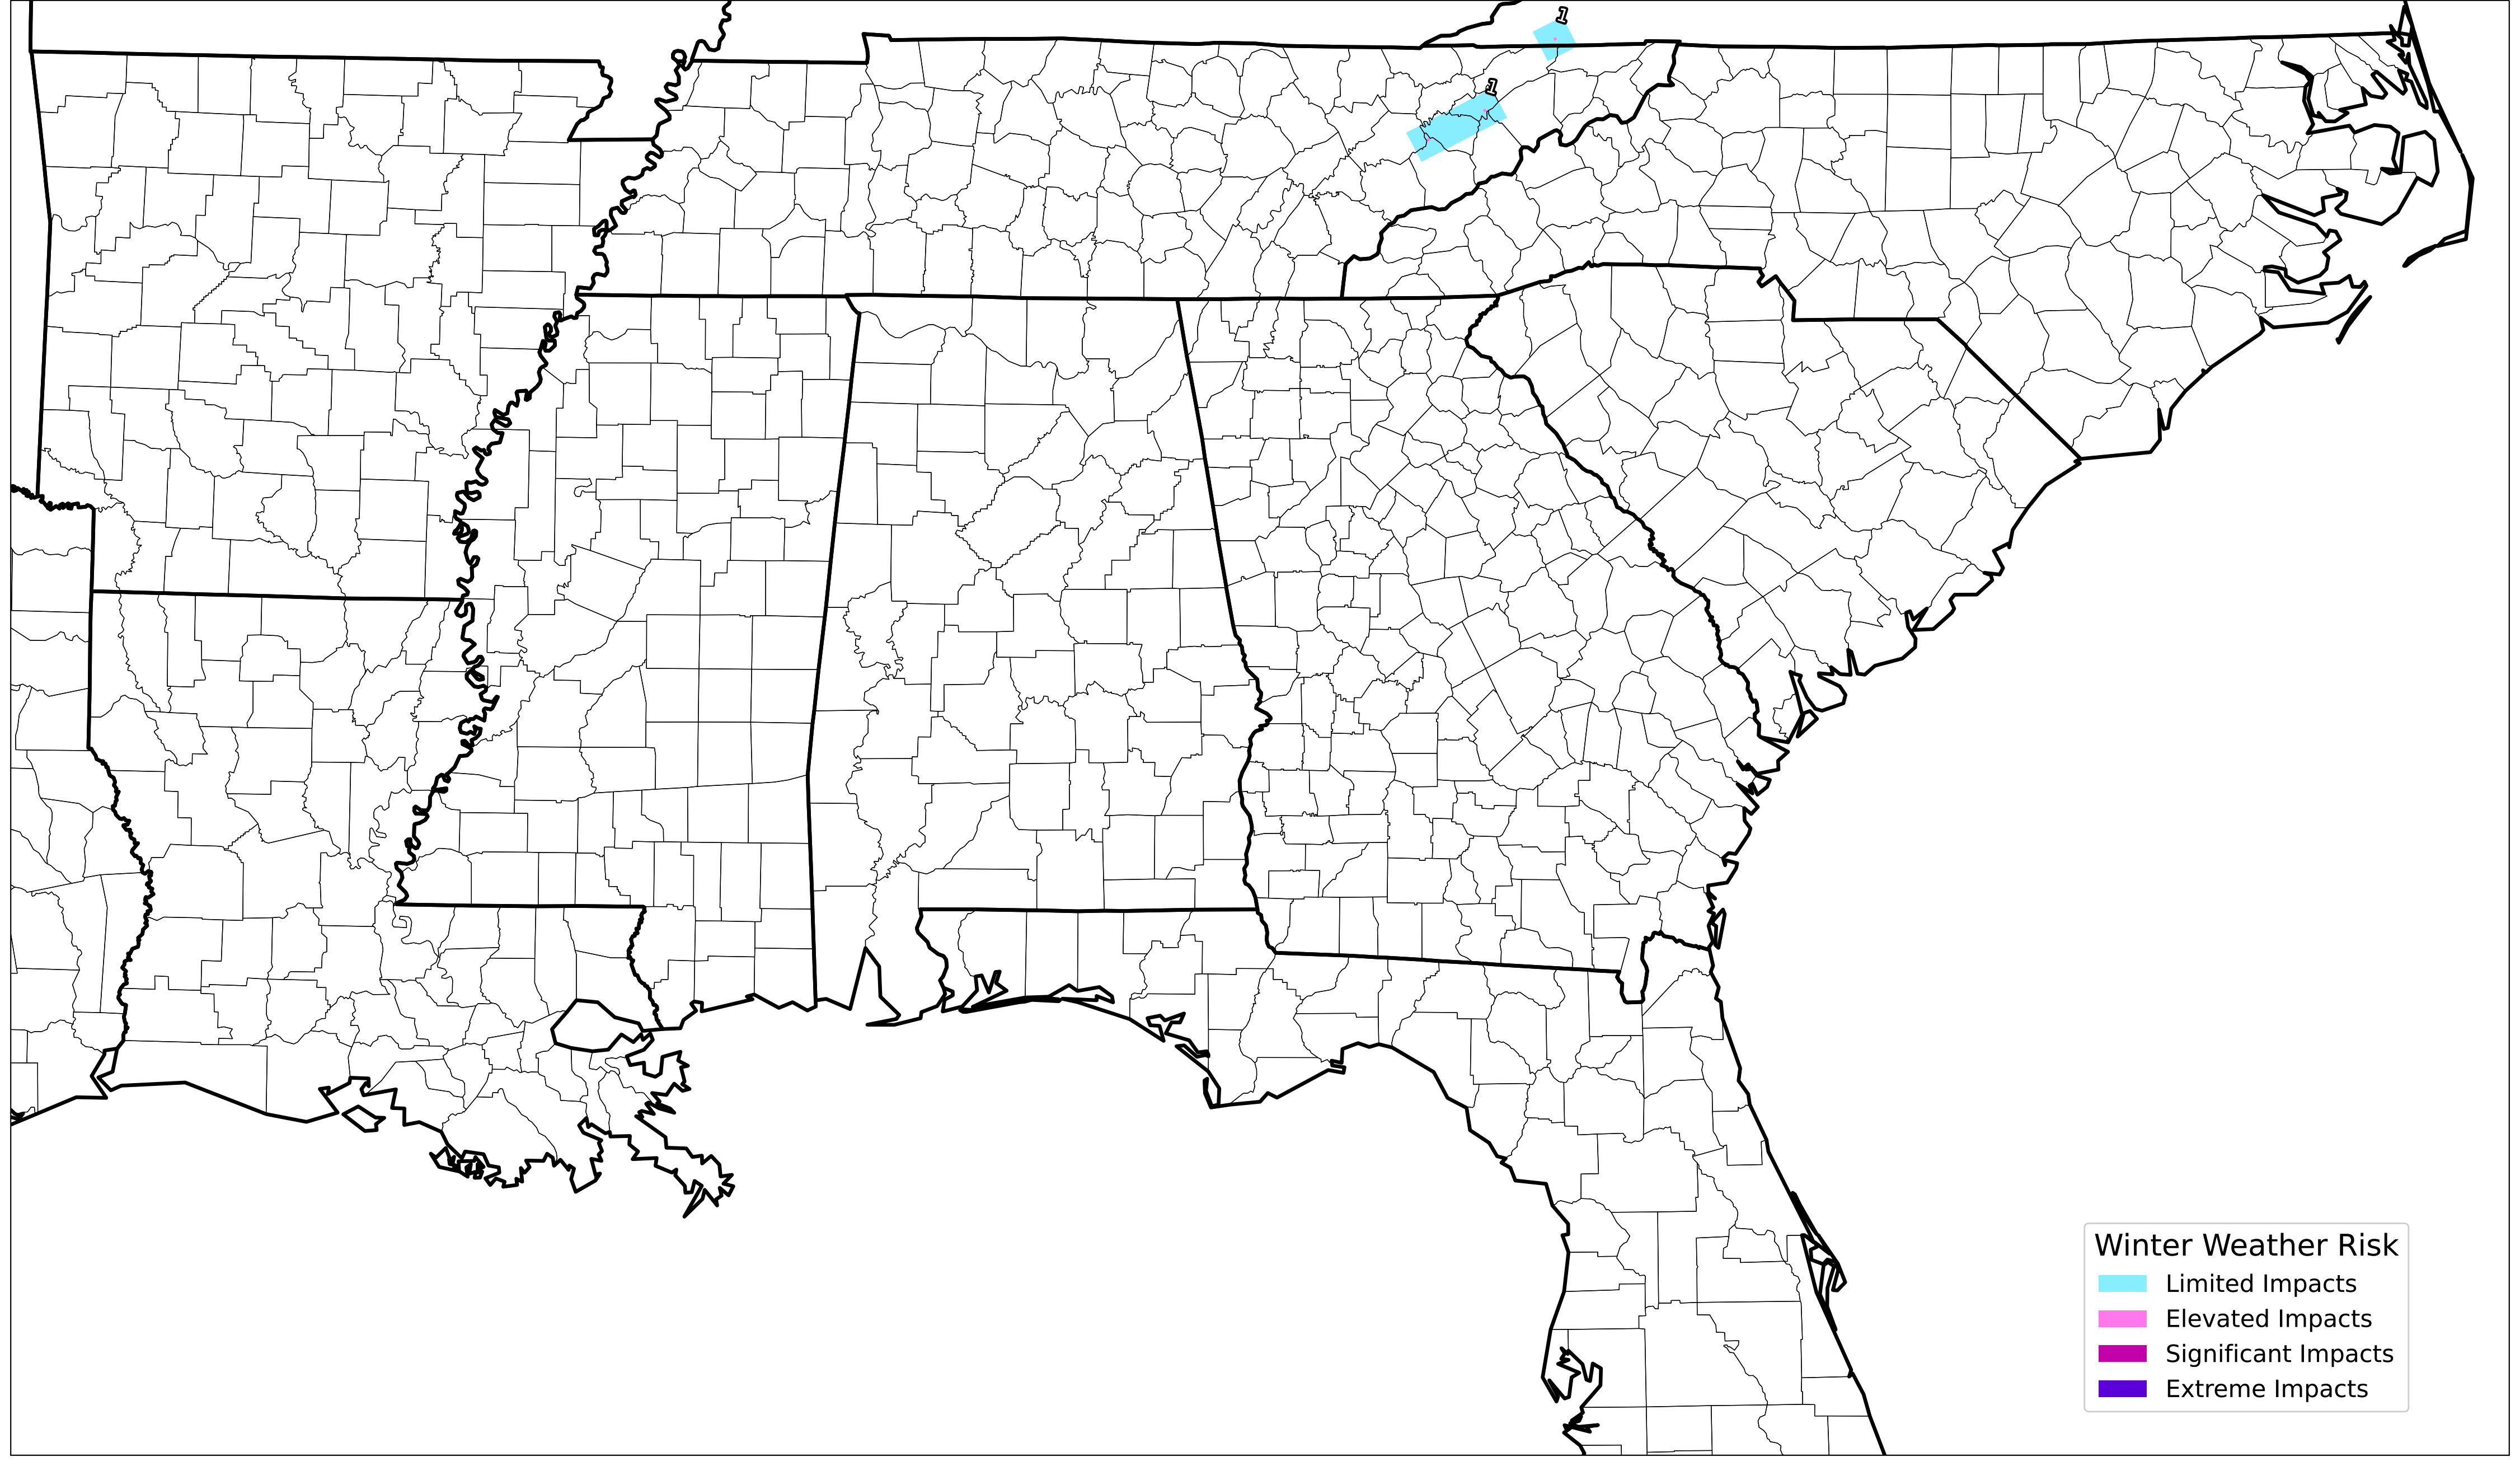 1
1
Winter Weather Risk
Limited Impacts
Elevated Impacts
Significant Impacts
Extreme Impacts